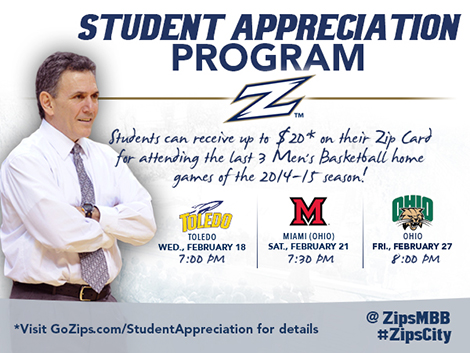 STUDENT APPRECIATION
PROGRAM
Z
TM
Students can receive up to $20* on their Zip Card
for attending the last 3 Men's Basketball home
games of the 2014-15 season!
TOLEDO
M
OHIO
TOLEDO
MIAMI (OHIO)
OHIO
WED., FEBRUARY 18
SAT., FEBRUARY 21
FRI., FEBRUARY 27
7:00 PM
7:30 PM
8:00 PM
*Visit GoZips.com/StudentAppreciation for details
@ZipsMBB
#ZipsCity